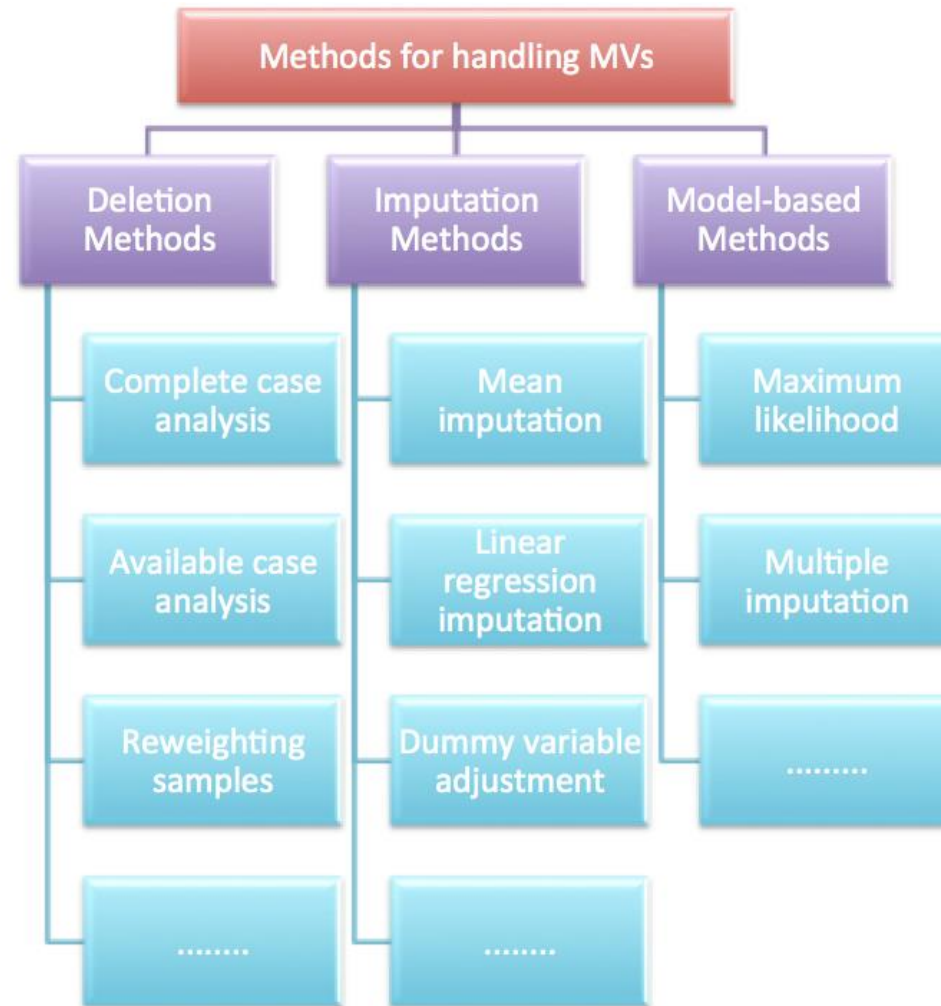 Methods for handling MVs
Deletion
Methods
Imputation
Methods
Model-based
Methods
Complete case
analysis
Mean
imputation
Maximum
likelihood
Available case
analysis
Linear
regression
imputation
Multiple
imputation
Reweighting
samples
Dummy variable
adjustment
.........
........
........